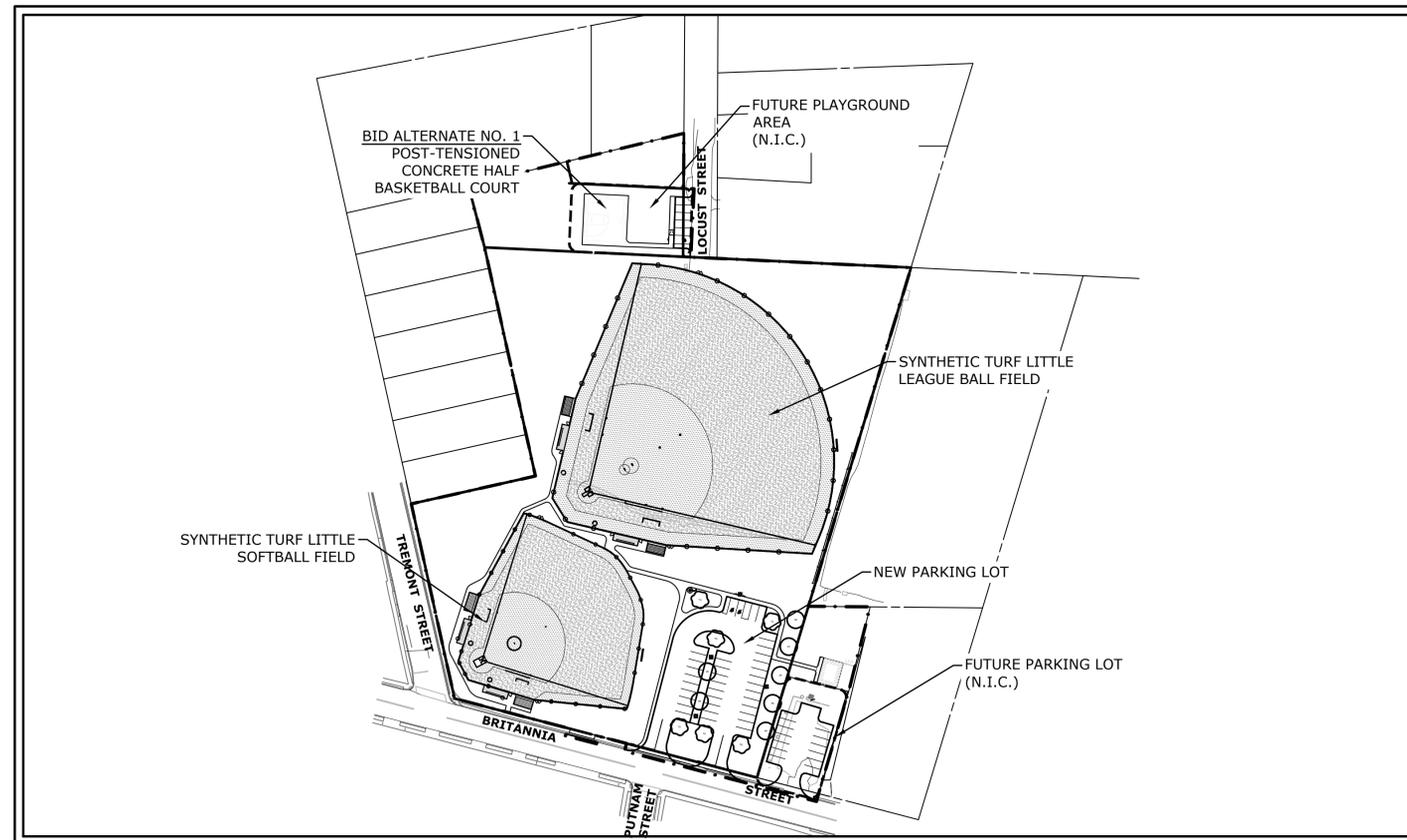 FUTURE PLAYGROUND
AREA
(N.I.C.)
BID ALTERNATE NO. 1
POST-TENSIONED
CONCRETE HALF
BASKETBALL COURT
LOCUST STREET
SYNTHETIC TURF LITTLE
LEAGUE BALL FIELD
SYNTHETIC TURF LITTLE
SOFTBALL FIELD
TREMONT STREET
NEW PARKING LOT
FUTURE PARKING LOT
(N.I.C.)
BRITANNIA
STREET
PUTNAM
STREET